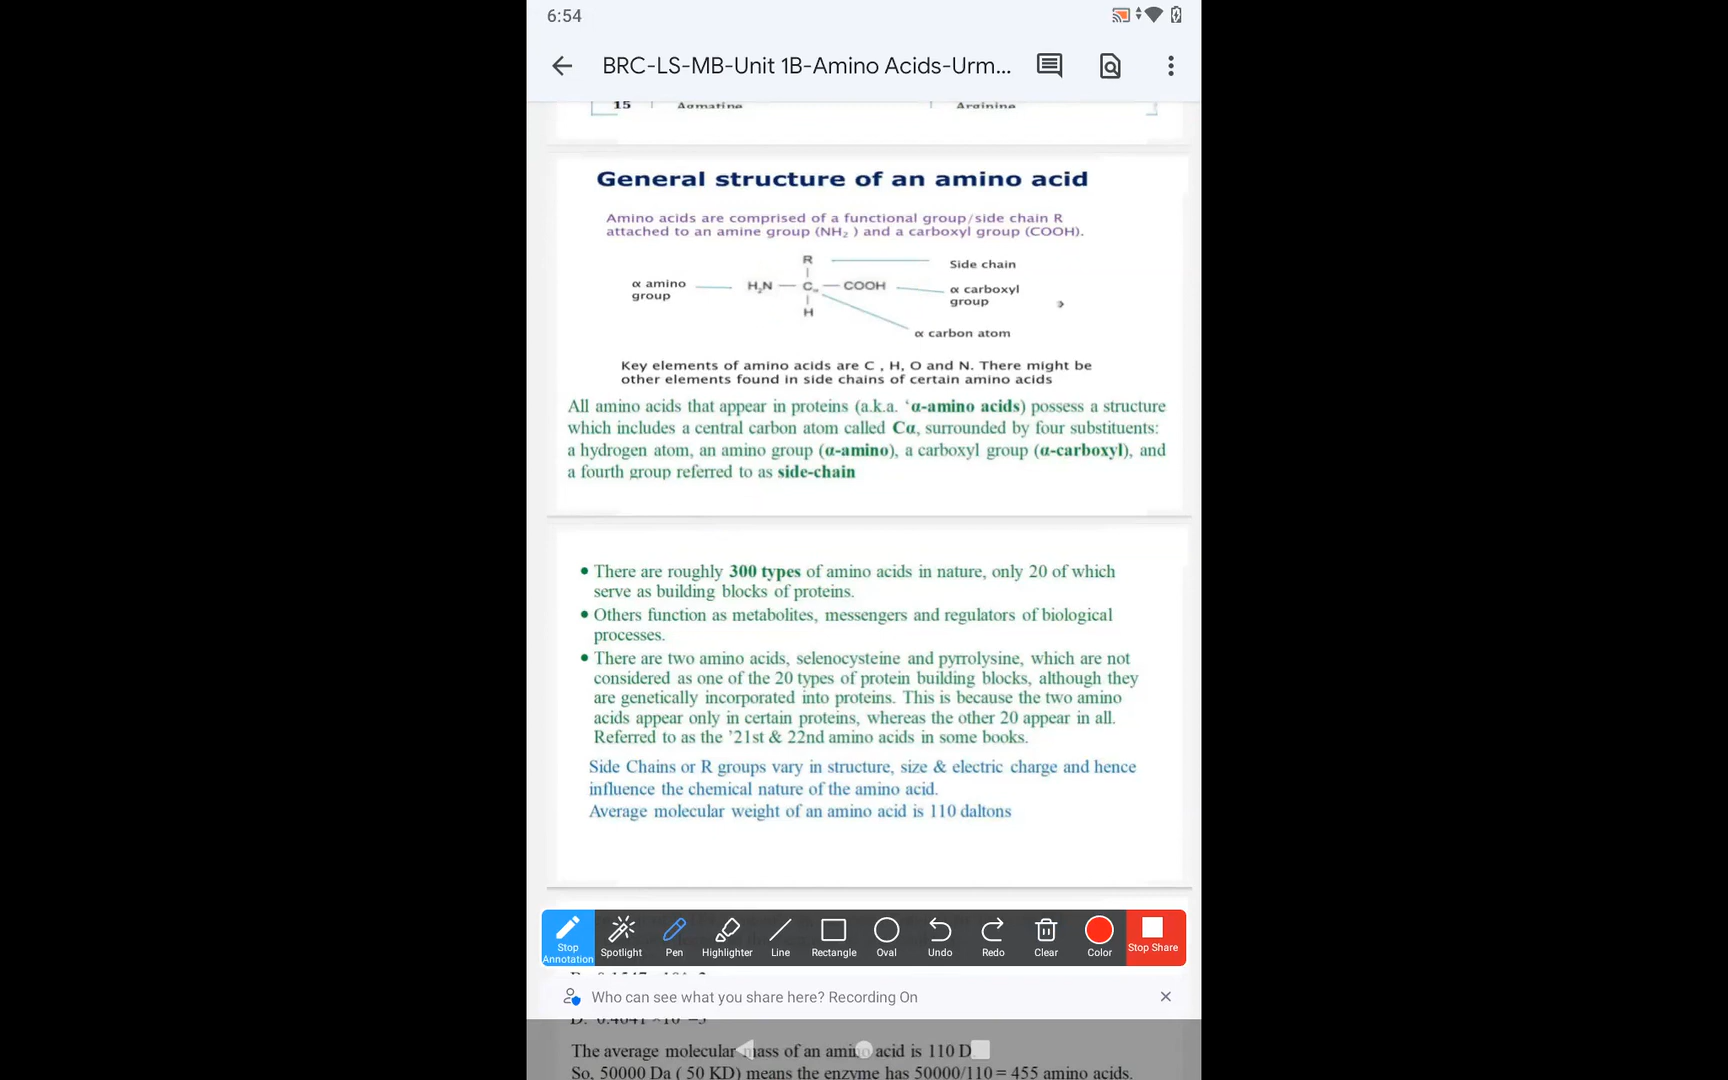 6:54
BRC-LS-MB-Unit 1B-Amino Acids-Urm...
15 Agmatine Arginine
General structure of an amino acid
Amino acids are comprised of a functional group/side chain R
attached to an amine group (NH₂ ) and a carboxyl group (COOH).
R
Side chain
α amino
group
H₂N — Cα — COOH
α carboxyl
group
H
α carbon atom
Key elements of amino acids are C , H, O and N. There might be
other elements found in side chains of certain amino acids
All amino acids that appear in proteins (a.k.a. ‘α-amino acids) possess a structure
which includes a central carbon atom called Cα, surrounded by four substituents:
a hydrogen atom, an amino group (α-amino), a carboxyl group (α-carboxyl), and
a fourth group referred to as side-chain
• There are roughly 300 types of amino acids in nature, only 20 of which
serve as building blocks of proteins.
• Others function as metabolites, messengers and regulators of biological
processes.
• There are two amino acids, selenocysteine and pyrrolysine, which are not
considered as one of the 20 types of protein building blocks, although they
are genetically incorporated into proteins. This is because the two amino
acids appear only in certain proteins, whereas the other 20 appear in all.
Referred to as the ’21st & 22nd amino acids in some books.
Side Chains or R groups vary in structure, size & electric charge and hence
influence the chemical nature of the amino acid.
Average molecular weight of an amino acid is 110 daltons
Stop Annotation Spotlight Pen Highlighter Line Rectangle Oval Undo Redo Clear Color Stop Share
Who can see what you share here? Recording On
The average molecular mass of an amino acid is 110 D.
So, 50000 Da ( 50 KD) means the enzyme has 50000/110 = 455 amino acids.